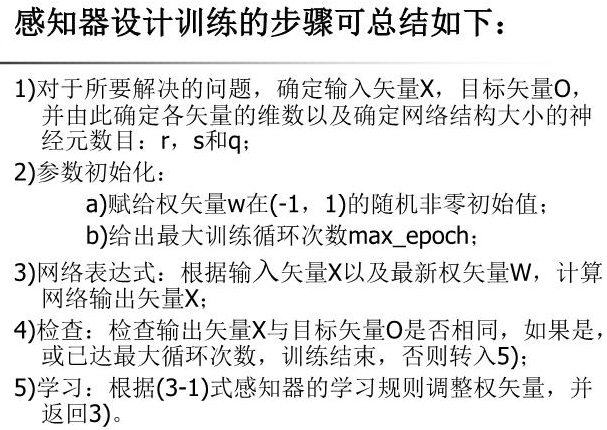 感知器设计训练的步骤可总结如下：
1)对于所要解决的问题，确定输入矢量X，目标矢量O，
并由此确定各矢量的维数以及确定网络结构大小的神
经元数目：r，s和q；
2)参数初始化：
a)赋给权矢量w在(-1，1)的随机非零初始值；
b)给出最大训练循环次数max_epoch；
3)网络表达式：根据输入矢量X以及最新权矢量W，计算
网络输出矢量X；
4)检查：检查输出矢量X与目标矢量O是否相同，如果是，
或已达最大循环次数，训练结束，否则转入5)；
5)学习：根据(3-1)式感知器的学习规则调整权矢量，并
返回3)。